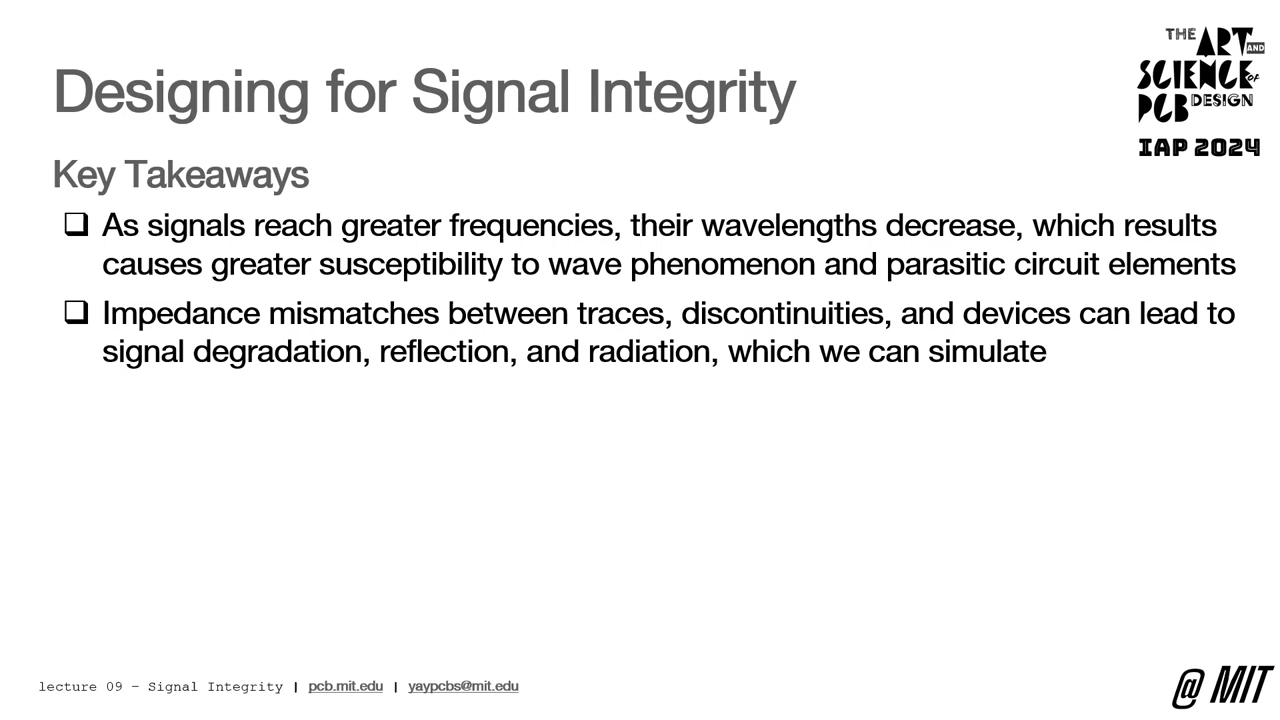 THE ART AND
SCIENCE OF
PCB DESIGN
IAP 2024
Designing for Signal Integrity
Key Takeaways
❑ As signals reach greater frequencies, their wavelengths decrease, which results
causes greater susceptibility to wave phenomenon and parasitic circuit elements
❑ Impedance mismatches between traces, discontinuities, and devices can lead to
signal degradation, reflection, and radiation, which we can simulate
lecture 09 – Signal Integrity | pcb.mit.edu | yaypcbs@mit.edu
@ MIT